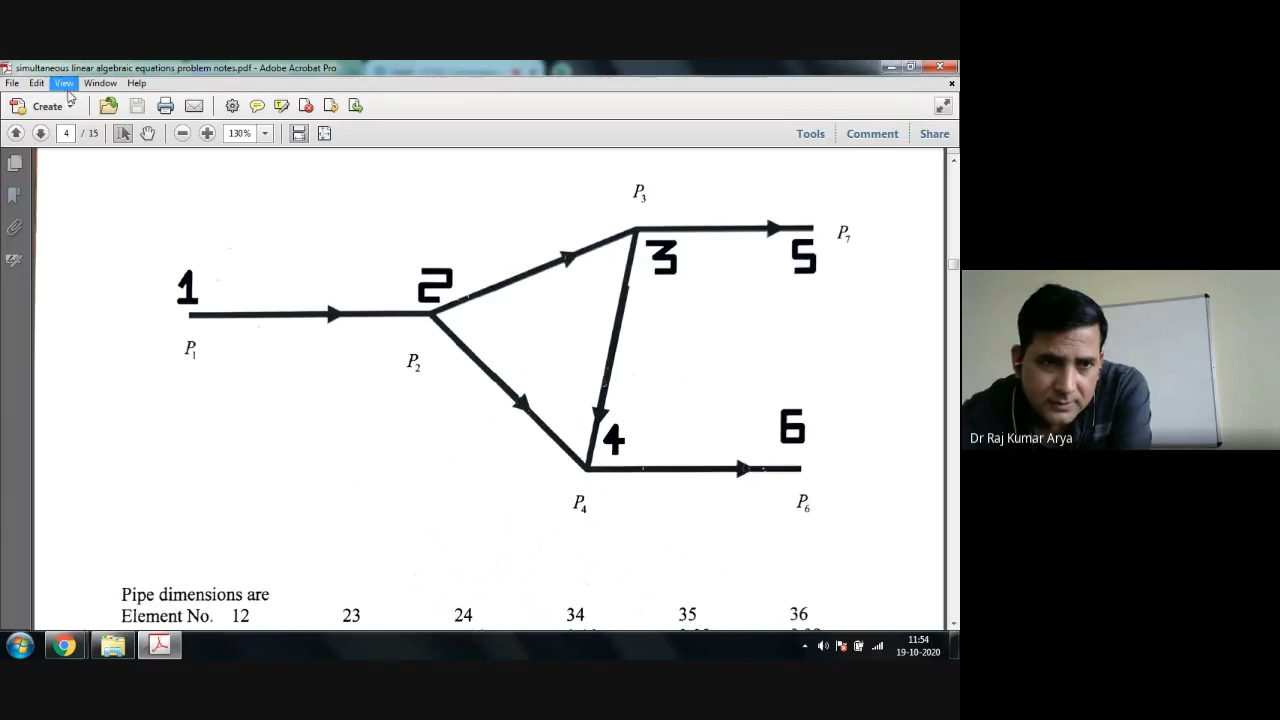 simultaneous linear algebraic equations problem notes.pdf - Adobe Acrobat Pro
File Edit View Window Help
Create
4 / 15
130%
Tools Comment Share
P3
3
5
P7
1
2
P1
P2
4
6
P4
P6
Pipe dimensions are
Element No. 12 23 24 34 35 36
Dr Raj Kumar Arya
11:54
19-10-2020